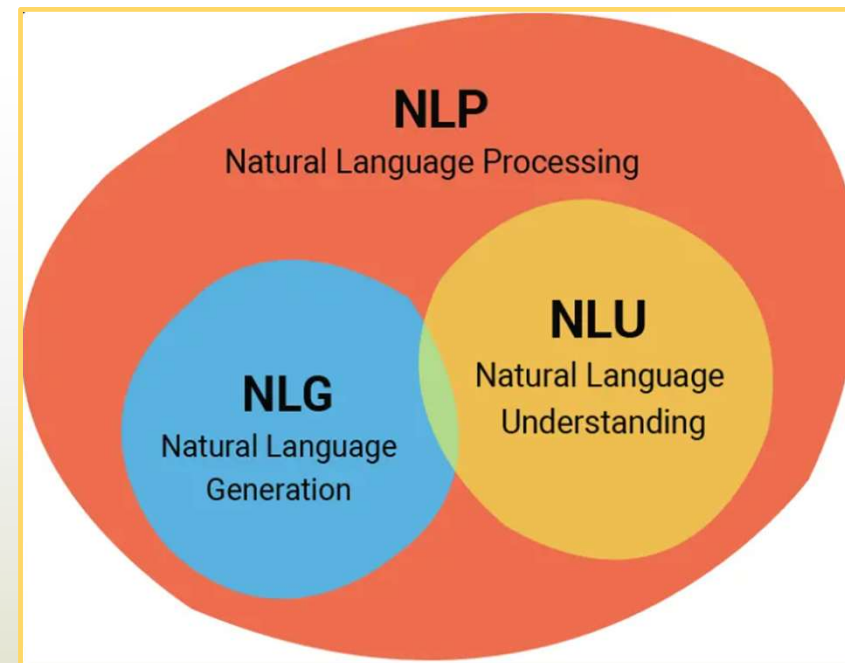 NLP
Natural Language Processing
NLG
Natural Language
Generation
NLU
Natural Language
Understanding